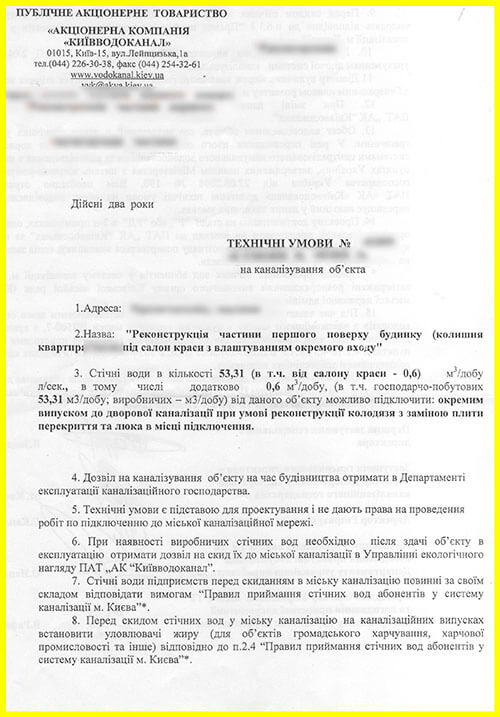 ПУБЛІЧНЕ АКЦІОНЕРНЕ ТОВАРИСТВО
«АКЦІОНЕРНА КОМПАНІЯ
«КИЇВВОДОКАНАЛ»
01015, Київ-15, вул.Лейпцизька,1а
тел.(044) 226-30-38, факс (044) 254-32-61
www.vodokanal.kiev.ua
Дійсні два роки
ТЕХНІЧНІ УМОВИ №
на каналізування об’єкта
1.Адреса:
2.Назва: "Реконструкція частини першого поверху будинку (колишня
під салон краси з влаштуванням окремого входу"
3. Стічні води в кількості 53,31 (в т.ч. від салону краси - 0,6) м³/добу
л/сек., в тому числі додатково 0,6 м³/добу, (в т.ч. господарчо-побутових
53,31 м3/добу; виробничих – м3/добу) від даного об’єкту можливо підключити: окремим
випуском до дворової каналізації при умові реконструкції колодязя з заміною плити
перекриття та люка в місці підключення.
4. Дозвіл на каналізування об’єкту на час будівництва отримати в Департаменті
експлуатації каналізаційного господарства.
5. Технічні умови є підставою для проектування і не дають права на проведення
робіт по підключенню до міської каналізаційної мережі.
6. При наявності виробничих стічних вод необхідно після здачі об’єкту в
експлуатацію отримати дозвіл на скид їх до міської каналізації в Управлінні екологічного
нагляду ПАТ „АК “Київводоканал”.
7. Стічні води підприємств перед скиданням в міську каналізацію повинні за своїм
складом відповідати вимогам “Правил приймання стічних вод абонентів у систему
каналізації м. Києва”*.
8. Перед скидом стічних вод у міську каналізацію на каналізаційних випусках
встановити уловлювачі жиру (для об’єктів громадського харчування, харчової
промисловості та інше) відповідно до п.2.4 “Правил приймання стічних вод абонентів у
систему каналізації м. Києва”*.